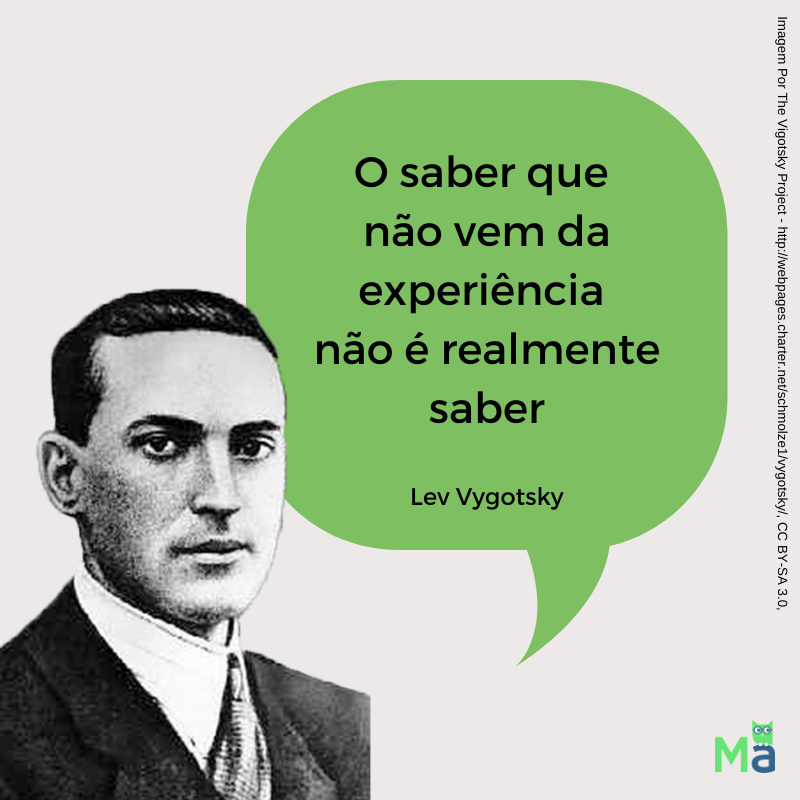 O saber que
não vem da
experiência
não é realmente
saber
Lev Vygotsky
Imagem Por The Vigotsky Project - http://webpages.charter.net/schmolze1/vygotsky/, CC BY-SA 3.0,
Ma